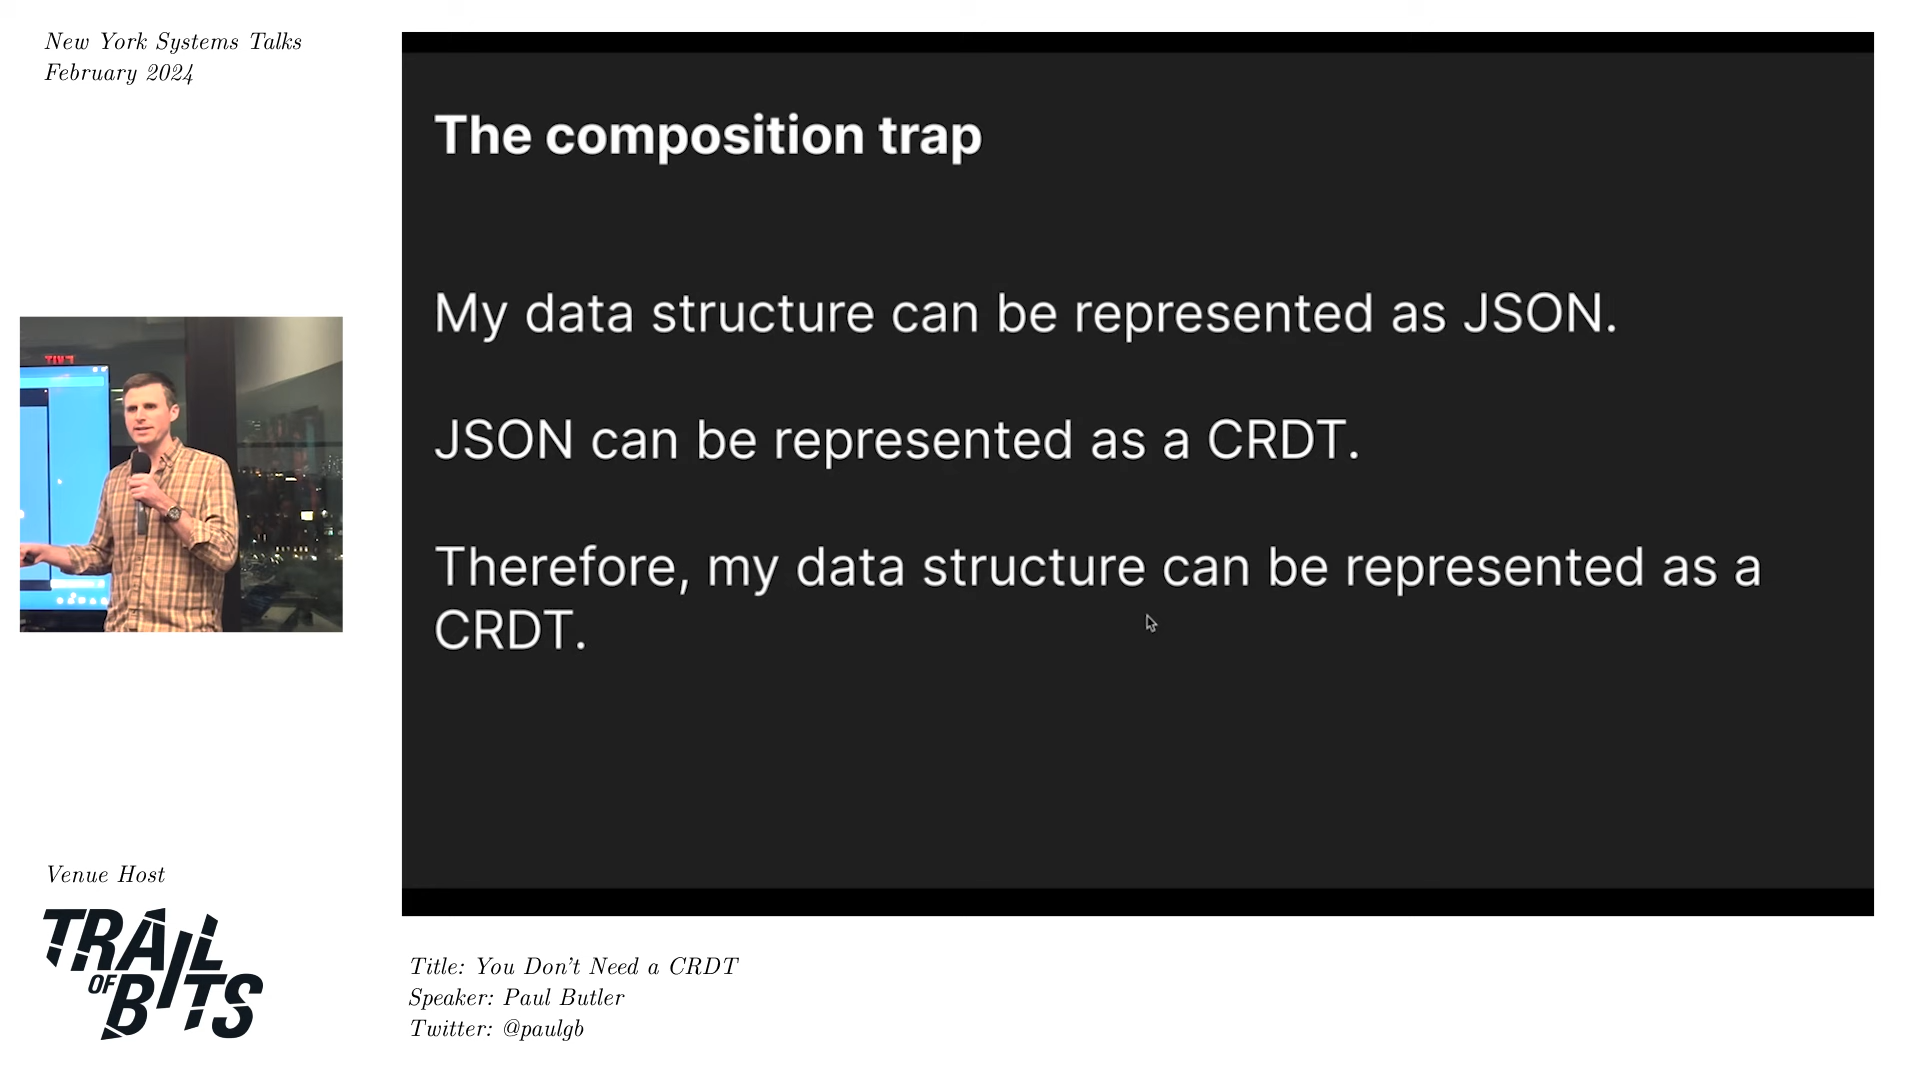 New York Systems Talks
February 2024
The composition trap
My data structure can be represented as JSON.
JSON can be represented as a CRDT.
Therefore, my data structure can be represented as a
CRDT.
Venue Host
TRAIL
OF
BITS
Title: You Don't Need a CRDT
Speaker: Paul Butler
Twitter: @paulgb